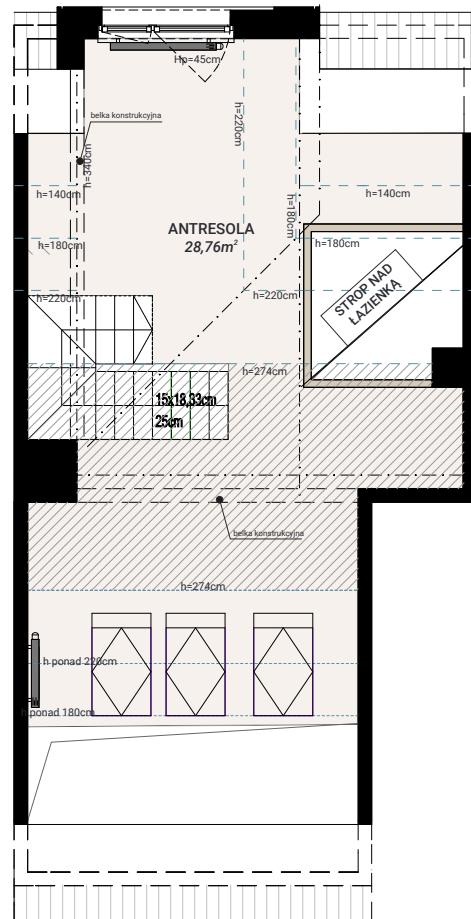 Hp=45cm
h=220cm
belka konstrukcyjna
h=340cm
h=140cm
h=180cm
h=140cm
ANTRESOLA
28,76m²
h=180cm
h=180cm
STROP NAD
ŁAZIENKĄ
h=220cm
h=220cm
h=274cm
15x18,33cm
25cm
belka konstrukcyjna
h=274cm
h ponad 220cm
h ponad 180cm